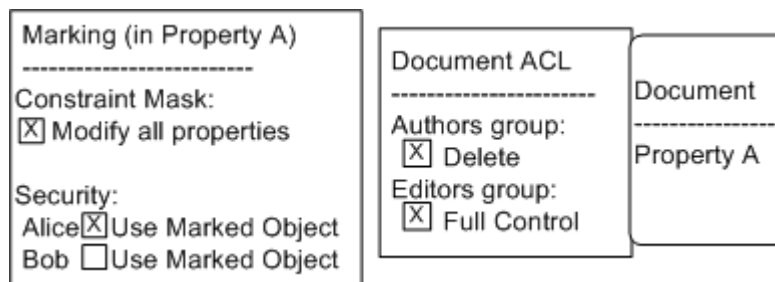 Marking (in Property A)
--------------------------
Constraint Mask:
[X] Modify all properties
Security:
Alice [X] Use Marked Object
Bob [ ] Use Marked Object
Document ACL
-----------------------
Authors group:
[X] Delete
Editors group:
[X] Full Control
Document
----------------
Property A